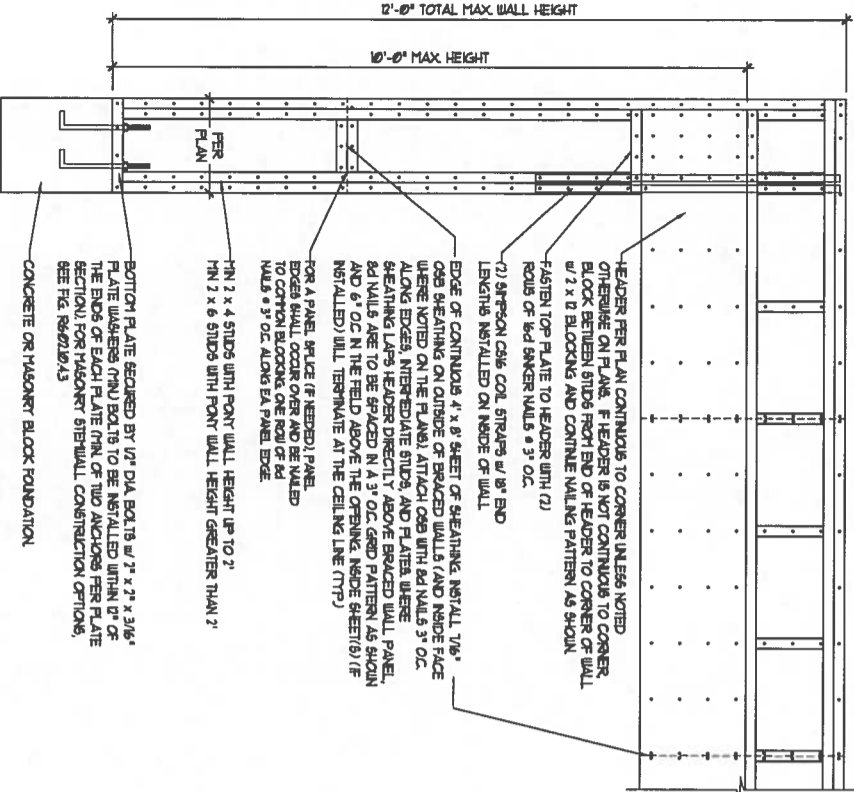 12'-0" TOTAL MAX. WALL HEIGHT
10'-0" MAX. HEIGHT
PER
PLAN
HEADER PER PLAN CONTINUOUS TO CORNER UNLESS NOTED
OTHERWISE ON PLANS. IF HEADER IS NOT CONTINUOUS TO CORNER,
BLOCK BETWEEN STUDS FROM END OF HEADER TO CORNER OF WALL
w/ 2 x 12 BLOCKING AND CONTINUE NAILING PATTERN AS SHOWN.
FASTEN TOP PLATE TO HEADER WITH (2)
ROWS OF 16d SINKER NAILS @ 3" O.C.
(2) SIMPSON CS16 COIL STRAPS w/ 18" END
LENGTHS INSTALLED ON INSIDE OF WALL
EDGE OF CONTINUOUS 4' x 8' SHEET OF SHEATHING. INSTALL 7/16"
OSB SHEATHING ON OUTSIDE OF BRACED WALLS (AND INSIDE FACE
WHERE NOTED ON THE PLANS). ATTACH OSB WITH 8d NAILS 3" O.C.
ALONG EDGES, INTERMEDIATE STUDS, AND PLATES. WHERE
SHEATHING LAPS HEADER DIRECTLY ABOVE BRACED WALL PANEL,
8d NAILS ARE TO BE SPACED IN A 3" O.C. GRID PATTERN AS SHOWN
AND 6" O.C. IN THE FIELD ABOVE THE OPENING. INSIDE SHEET(S) (IF
INSTALLED) WILL TERMINATE AT THE CEILING LINE (TYP.)
FOR A PANEL SPLICE (IF NEEDED), PANEL
EDGES SHALL OCCUR OVER AND BE NAILED
TO COMMON BLOCKING. ONE ROW OF 8d
NAILS @ 3" O.C. ALONG EA. PANEL EDGE.
MIN 2 x 4 STUDS WITH PONY WALL HEIGHT UP TO 2'
MIN 2 x 6 STUDS WITH PONY WALL HEIGHT GREATER THAN 2'
BOTTOM PLATE SECURED BY 1/2" DIA. BOLTS w/ 2" x 2" x 3/16"
PLATE WASHERS (MIN.) BOLTS TO BE INSTALLED WITHIN 12" OF
THE ENDS OF EACH PLATE (MIN. OF TWO ANCHORS PER PLATE
SECTION). FOR MASONRY STEMWALL CONSTRUCTION OPTIONS,
SEE FIG. R602.10.4.3
CONCRETE OR MASONRY BLOCK FOUNDATION.